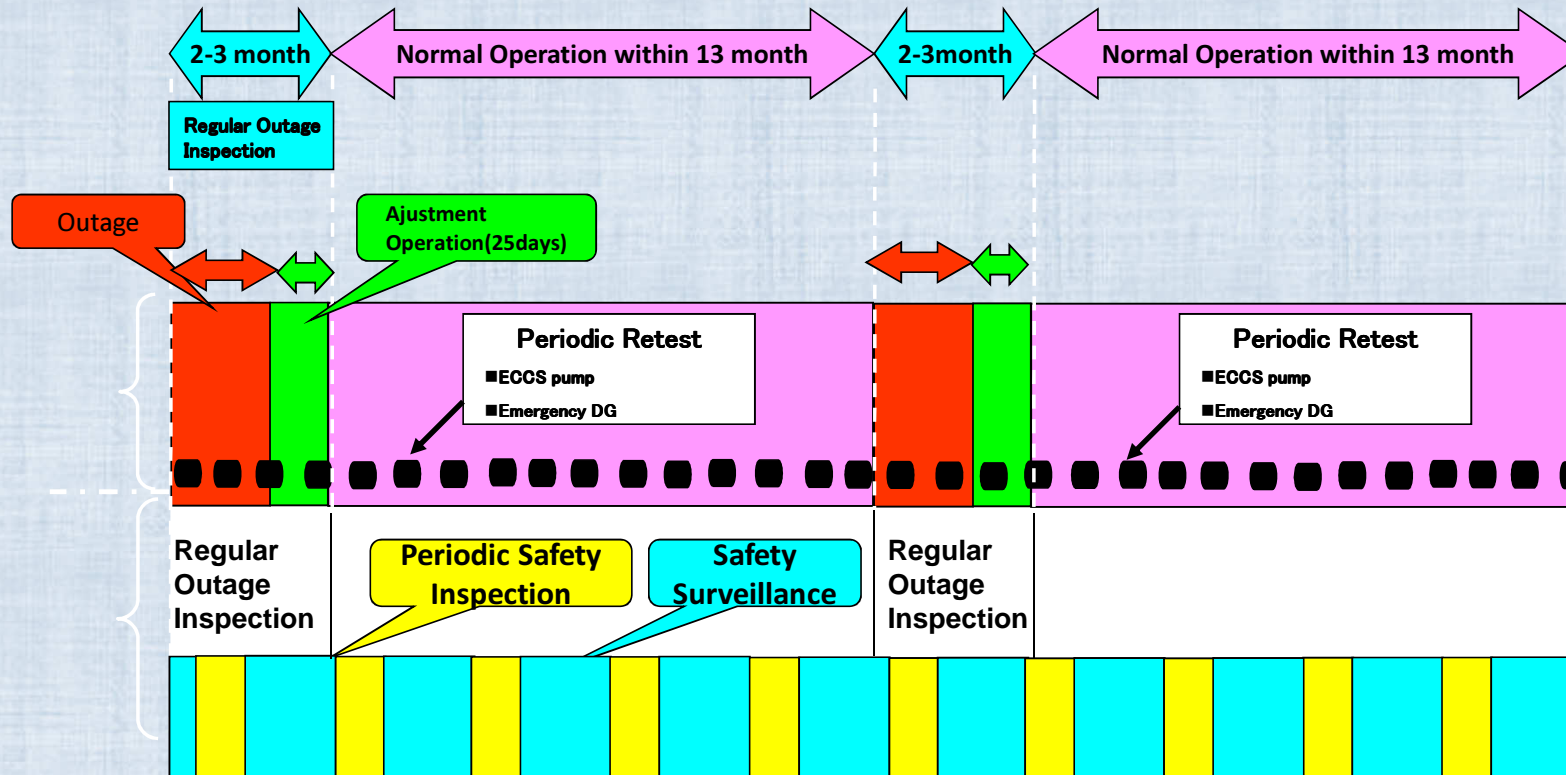 2-3 month
Normal Operation within 13 month
2-3month
Normal Operation within 13 month
Regular Outage
Inspection
Outage
Ajustment
Operation(25days)
Periodic Retest
■ECCS pump
■Emergency DG
Periodic Retest
■ECCS pump
■Emergency DG
Regular
Outage
Inspection
Periodic Safety
Inspection
Safety
Surveillance
Regular
Outage
Inspection